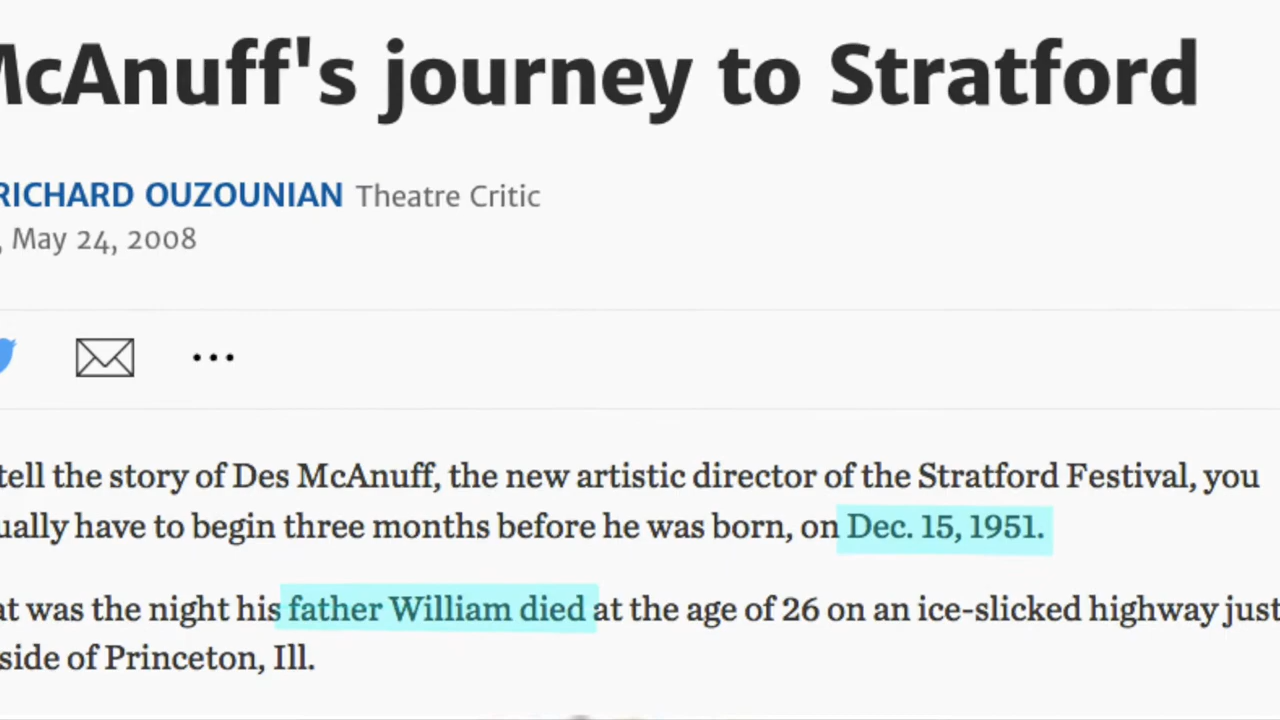 McAnuff's journey to Stratford
RICHARD OUZOUNIAN Theatre Critic
, May 24, 2008
tell the story of Des McAnuff, the new artistic director of the Stratford Festival, you
ually have to begin three months before he was born, on Dec. 15, 1951.
at was the night his father William died at the age of 26 on an ice-slicked highway just
side of Princeton, Ill.